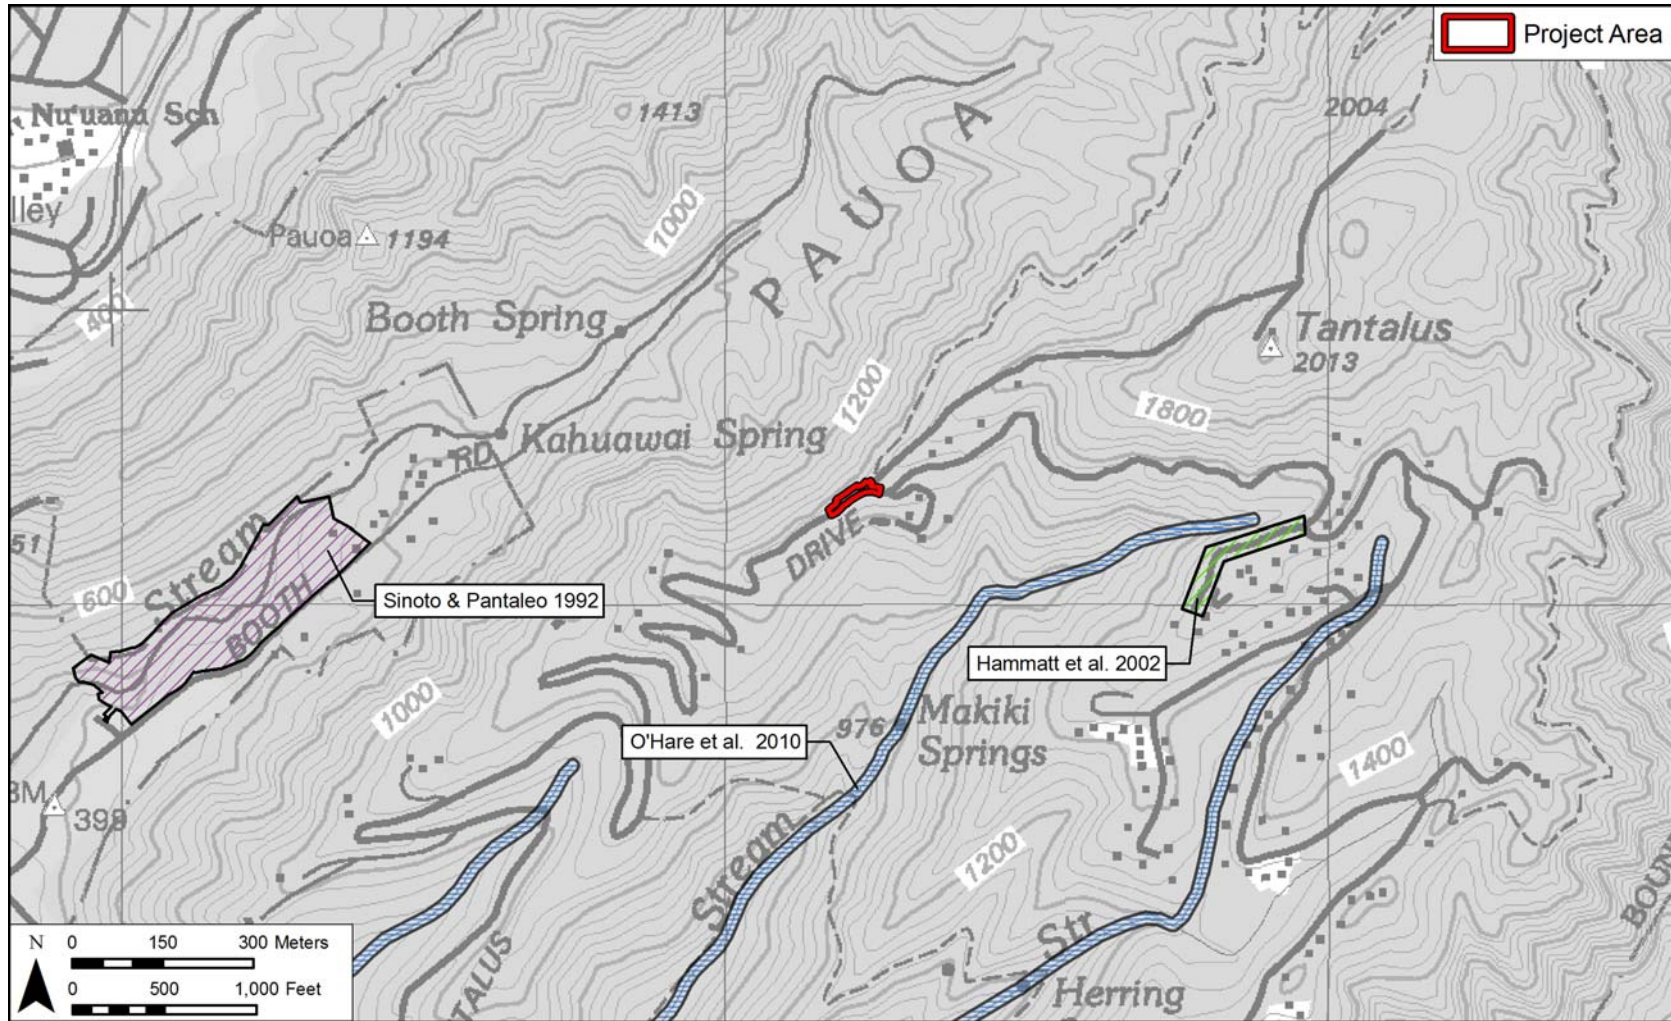 Project Area
Nu'uanu Sch
lley
1413
2004
Pauoa 1194
1000
PAUOA
400
Booth Spring
Tantalus
2013
1200
1800
Kahuawai Spring
RD
51
600
Stream
BOOTH
Sinoto & Pantaleo 1992
DRIVE
Hammatt et al. 2002
1000
976
Makiki
Springs
O'Hare et al. 2010
1400
BM
399
1200
Stream
Str
Herring
TALUS
BOUN
N
0 150 300 Meters
0 500 1,000 Feet